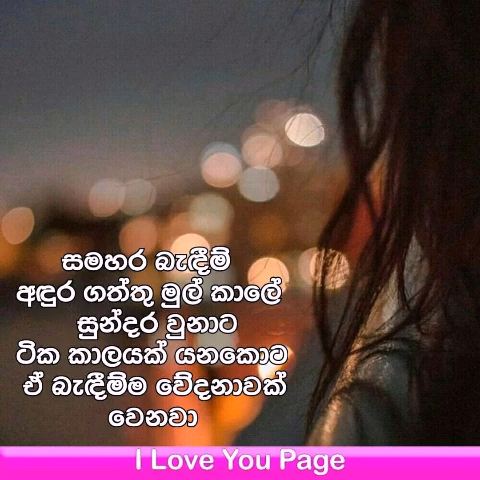 සමහර බැඳීම්
අඳුර ගත්තු මුල් කාලේ
සුන්දර වුනාට
ටික කාලයක් යනකොට
ඒ බැඳීම්ම වේදනාවක්
වෙනවා
I Love You Page